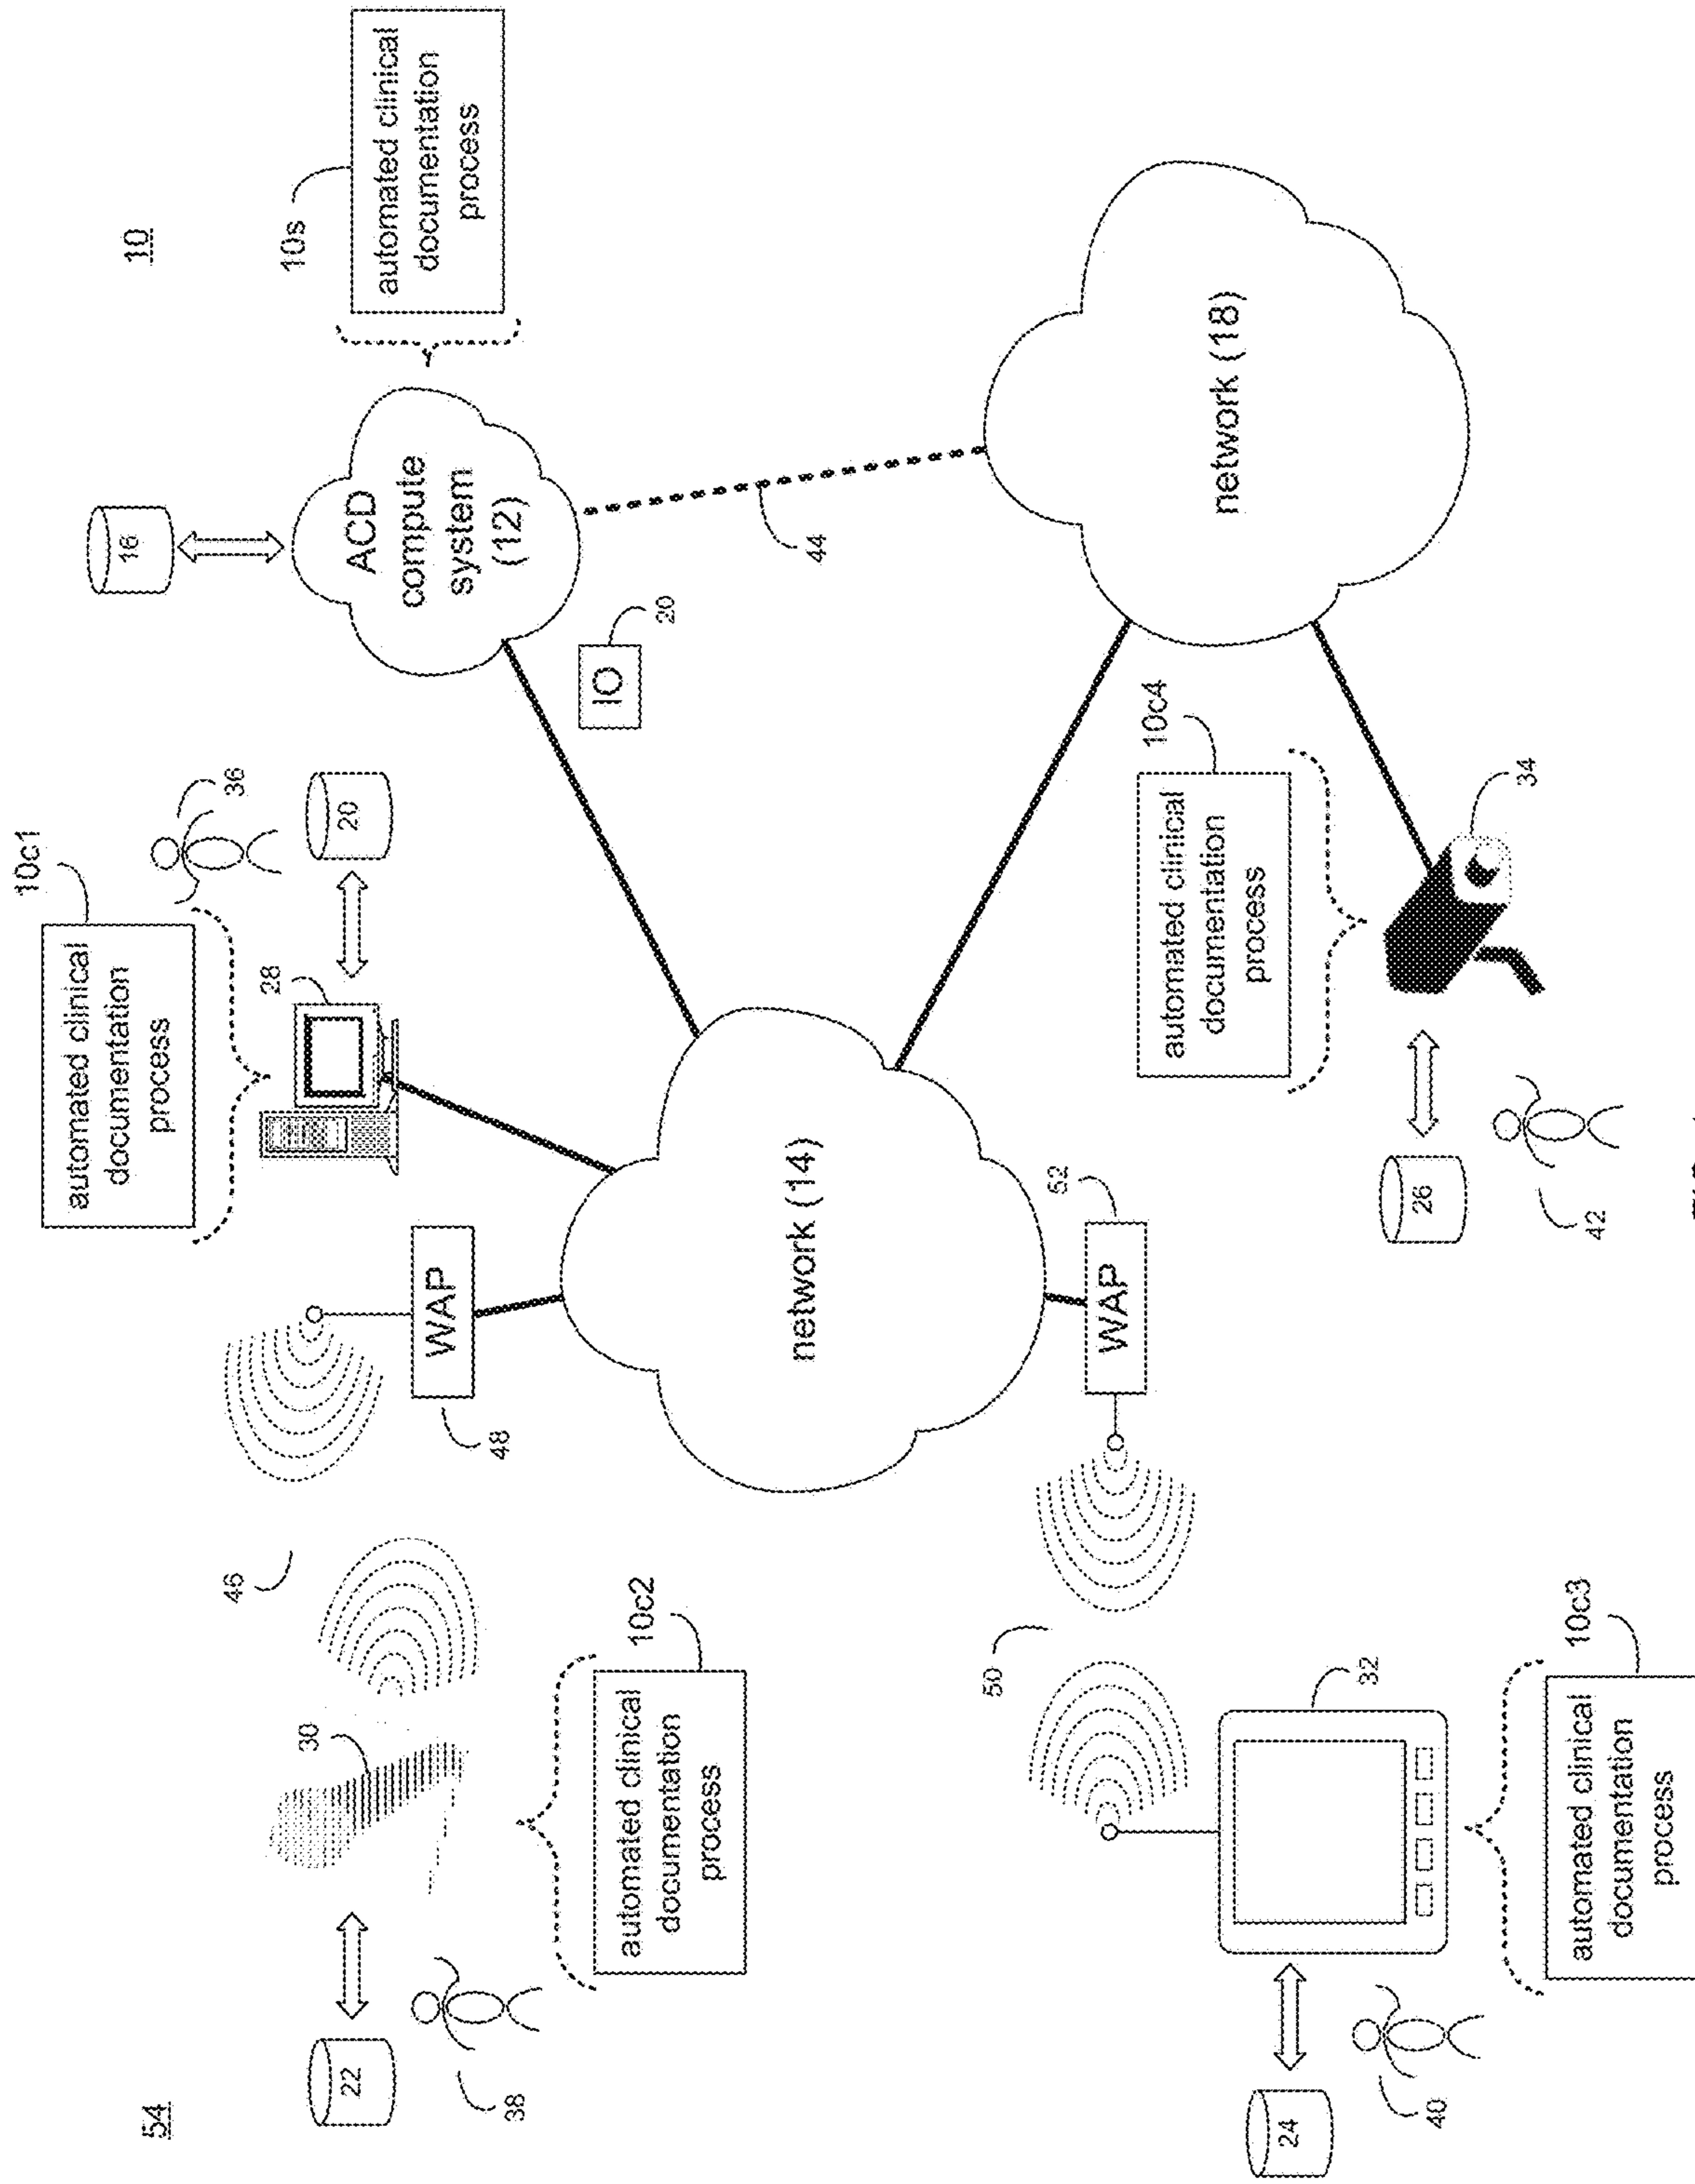 54
10
10c1
automated clinical
documentation
process
16
36
20
28
10s
automated clinical
documentation
process
ACD
compute
system
(12)
46
30
22
38
48
WAP
10c2
automated clinical
documentation
process
IO
20
44
network (14)
50
52
WAP
network (18)
10c4
automated clinical
documentation
process
24
40
32
26
42
34
10c3
automated clinical
documentation
process